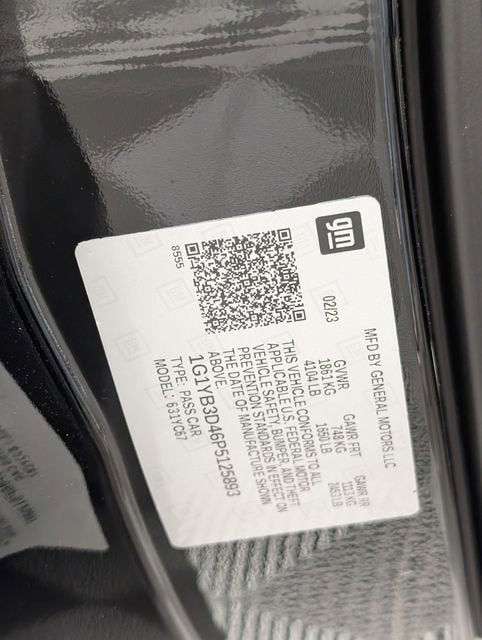 gm
MFD BY GENERAL MOTORS LLC
02/23
GVWR GAWR FRT GAWR RR
1861 KG 748 KG 1113 KG
4104 LB 1650 LB 2453 LB
THIS VEHICLE CONFORMS TO ALL
APPLICABLE U.S. FEDERAL MOTOR
VEHICLE SAFETY, BUMPER, AND THEFT
PREVENTION STANDARDS IN EFFECT ON
THE DATE OF MANUFACTURE SHOWN
ABOVE.
1G1YB3D46P5125893
TYPE: PASS CAR
MODEL: 631YC67
8555